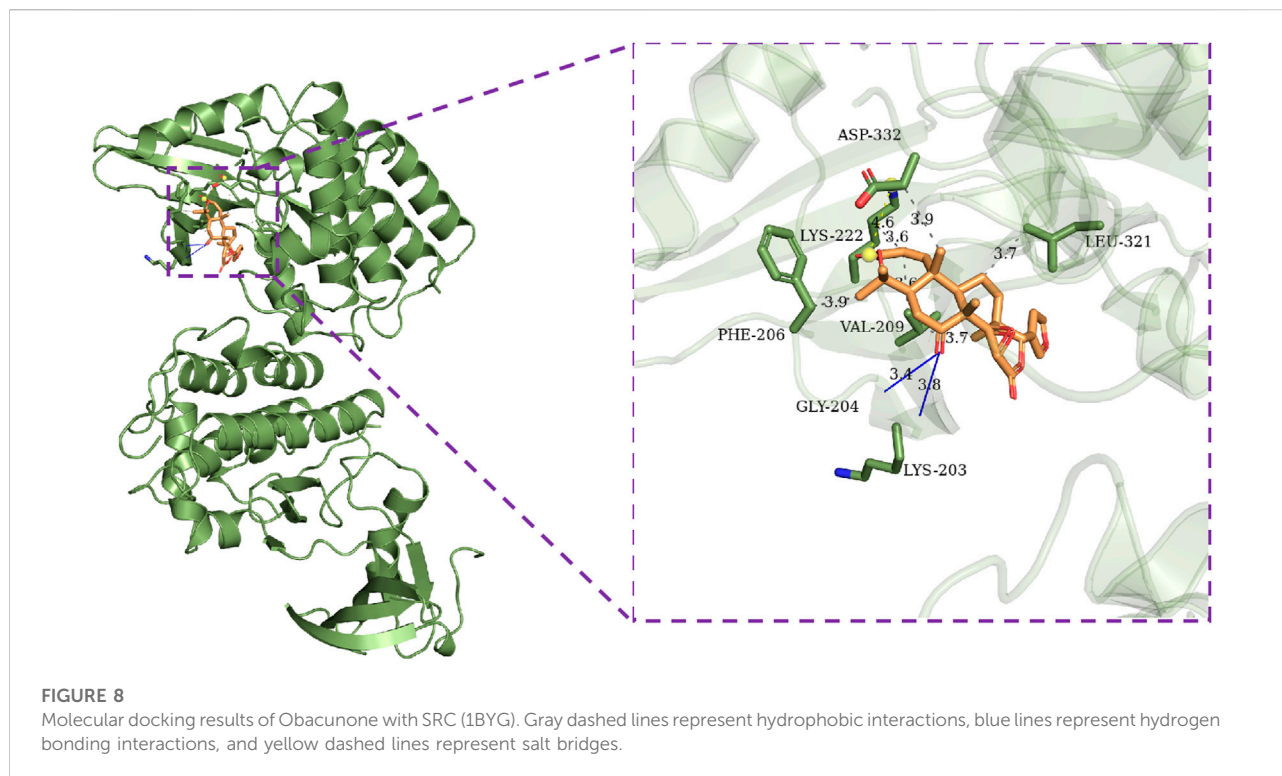 ASP-332
4.6
3.9
LYS-222
3.6
LEU-321
3.7
3.9
PHE-206
VAL-209
3.7
3.4
3.8
GLY-204
LYS-203
FIGURE 8
Molecular docking results of Obacunone with SRC (1BYG). Gray dashed lines represent hydrophobic interactions, blue lines represent hydrogen
bonding interactions, and yellow dashed lines represent salt bridges.